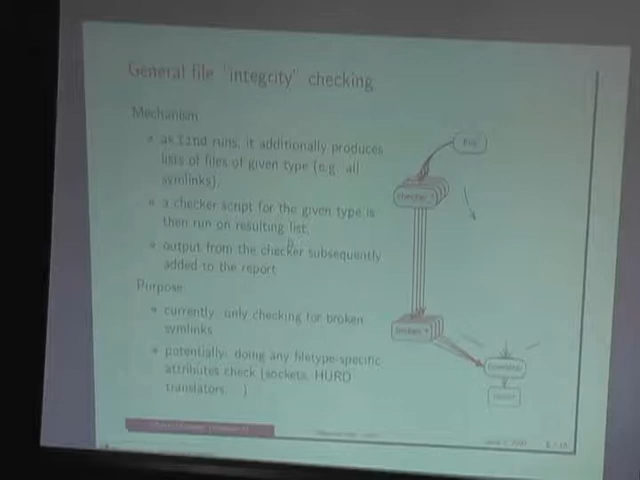 General file "integrity" checking
Mechanism
as find runs, it additionally produces
lists of files of given type (e.g. all
symlinks).
a checker script for the given type is
then run on resulting list.
output from the checker subsequently
added to the report
Purpose
currently: only checking for broken
symlinks
potentially: doing any filetype-specific
attributes check (sockets, HURD
translators, )